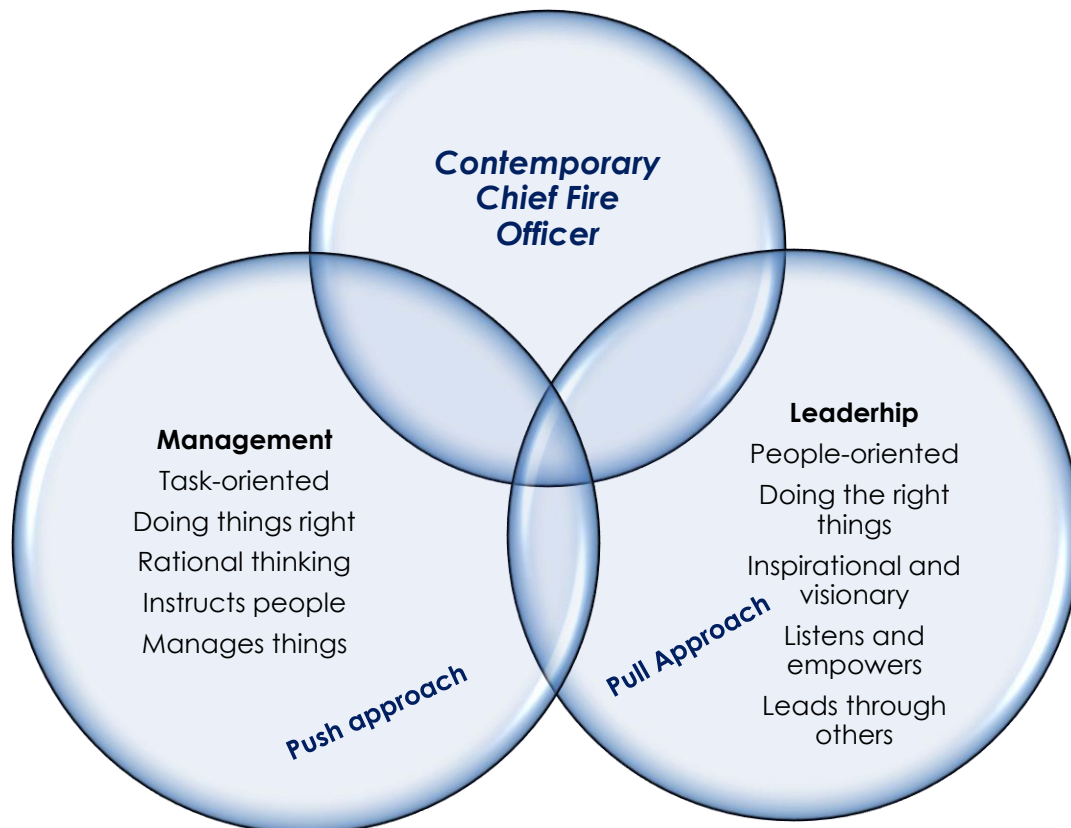 Contemporary
Chief Fire
Officer
Management
Task-oriented
Doing things right
Rational thinking
Instructs people
Manages things
Push approach
Leaderhip
People-oriented
Doing the right
things
Inspirational and
visionary
Listens and
empowers
Leads through
others
Pull Approach